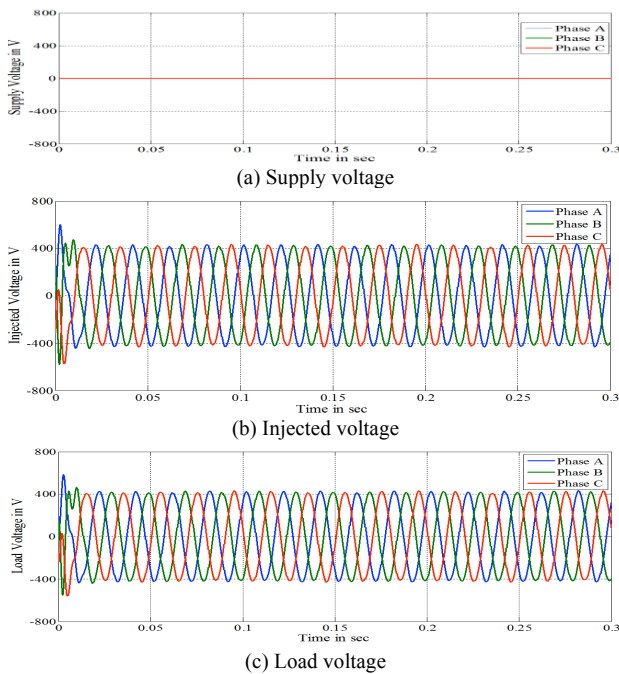 800
400
0
-400
-800
Supply Voltage in V
Phase A
Phase B
Phase C
0 0.05 0.1 0.15 0.2 0.25 0.3
Time in sec
(a) Supply voltage
800
400
0
-400
-800
Injected Voltage in V
Phase A
Phase B
Phase C
0 0.05 0.1 0.15 0.2 0.25 0.3
Time in sec
(b) Injected voltage
800
400
0
-400
-800
Load Voltage in V
Phase A
Phase B
Phase C
0 0.05 0.1 0.15 0.2 0.25 0.3
Time in sec
(c) Load voltage